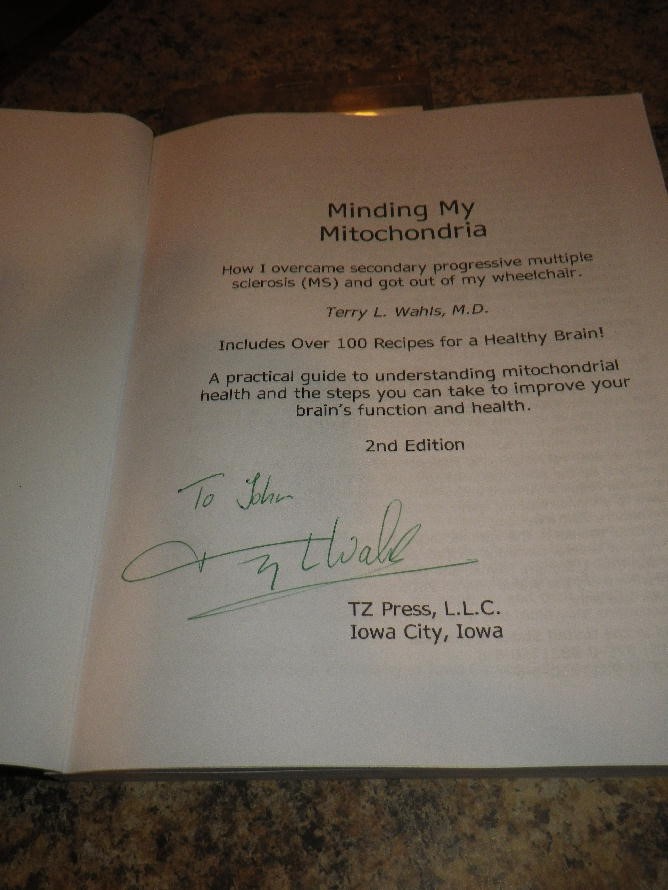 Minding My
Mitochondria
How I overcame secondary progressive multiple
sclerosis (MS) and got out of my wheelchair.
Terry L. Wahls, M.D.
Includes Over 100 Recipes for a Healthy Brain!
A practical guide to understanding mitochondrial
health and the steps you can take to improve your
brain's function and health.
2nd Edition
To John
Terry L Wahls
TZ Press, L.L.C.
Iowa City, Iowa